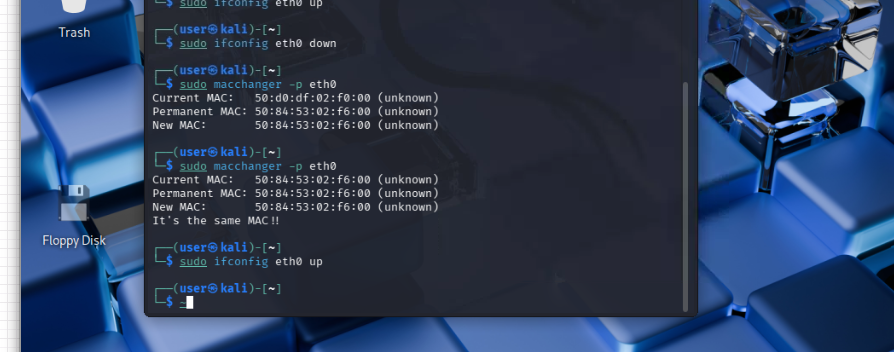 └─$ sudo ifconfig eth0 up
Trash
┌──(user㉿kali)-[~]
└─$ sudo ifconfig eth0 down
┌──(user㉿kali)-[~]
└─$ sudo macchanger -p eth0
Current MAC:   50:d0:df:02:f0:00 (unknown)
Permanent MAC: 50:84:53:02:f6:00 (unknown)
New MAC:       50:84:53:02:f6:00 (unknown)
┌──(user㉿kali)-[~]
└─$ sudo macchanger -p eth0
Current MAC:   50:84:53:02:f6:00 (unknown)
Permanent MAC: 50:84:53:02:f6:00 (unknown)
New MAC:       50:84:53:02:f6:00 (unknown)
It's the same MAC!!
Floppy Disk
┌──(user㉿kali)-[~]
└─$ sudo ifconfig eth0 up
┌──(user㉿kali)-[~]
└─$ ~